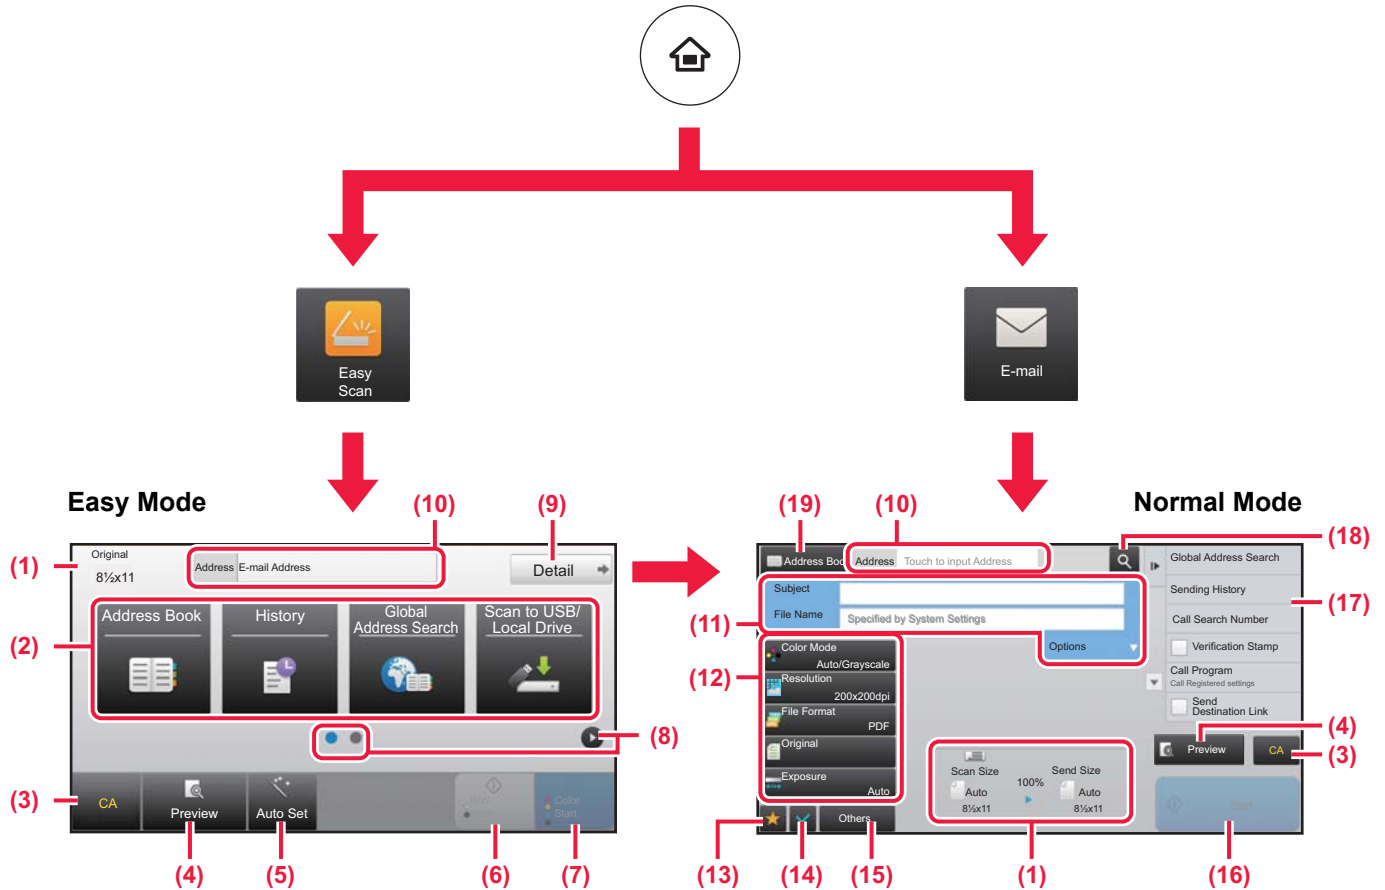 Easy
Scan
E-mail
Easy Mode
Normal Mode
(10)
(9)
(19)
(10)
(18)
(1)
Original
8½x11
Address
E-mail Address
Detail
(2)
Address Book
History
Global
Address Search
Scan to USB/
Local Drive
(8)
(3)
CA
Preview
Auto Set
Color
Start
(4)
(5)
(6)
(7)
Address Boo
Address
Touch to input Address
Global Address Search
Subject
Sending History
(17)
File Name
Specified by System Settings
(11)
Call Search Number
Options
Verification Stamp
(12)
Color Mode
Auto/Grayscale
Call Program
Call Registered settings
Resolution
200x200dpi
Send
Destination Link
File Format
PDF
(4)
Original
Preview
CA
(3)
Exposure
Auto
Scan Size
Auto
8½x11
100%
Send Size
Auto
8½x11
Start
Others
(13)
(14)
(15)
(1)
(16)